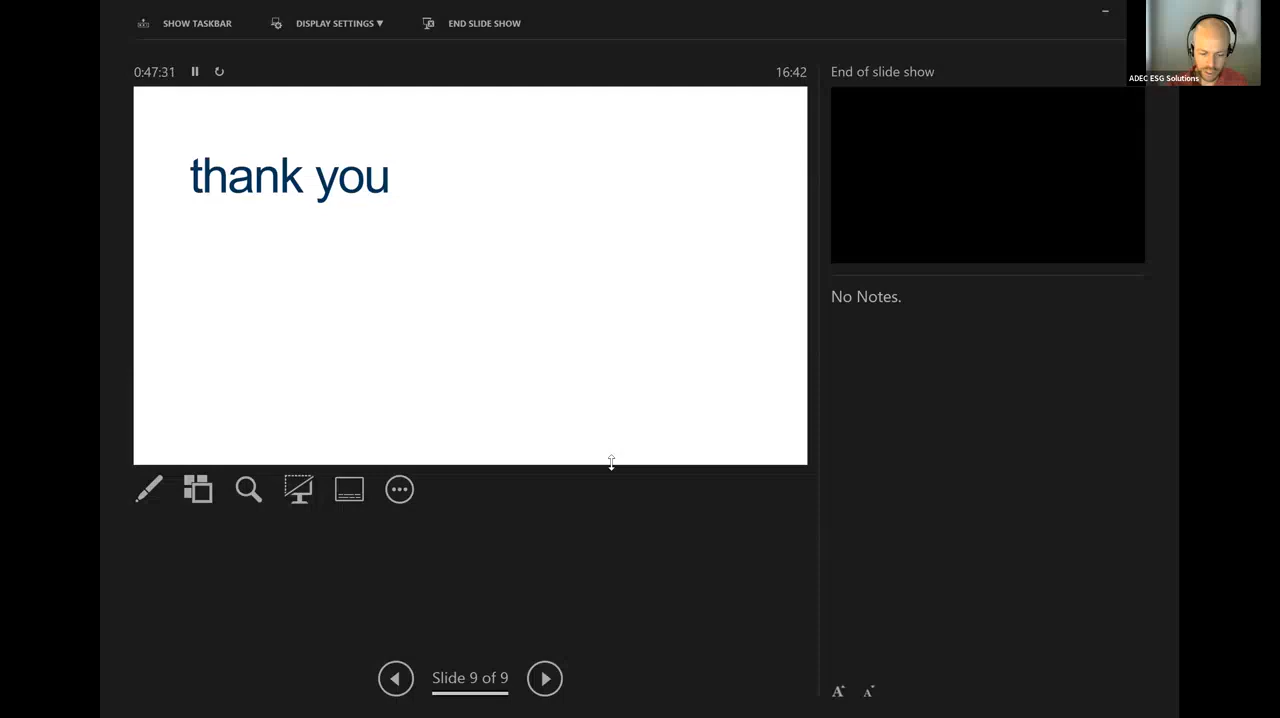 SHOW TASKBAR
DISPLAY SETTINGS ▼
END SLIDE SHOW
0:47:31
16:42
End of slide show
ADEC ESG Solutions
thank you
No Notes.
Slide 9 of 9
A A